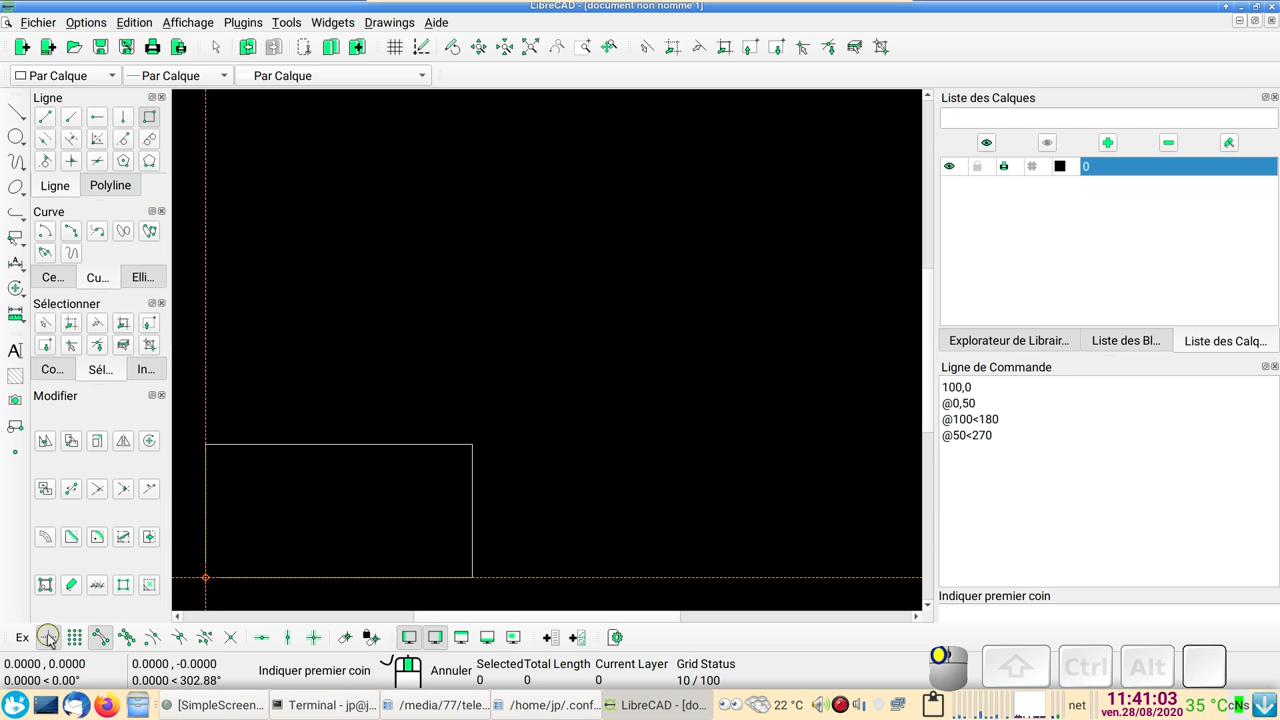 LibreCAD - [document non nomme 1]
Fichier Options Edition Affichage Plugins Tools Widgets Drawings Aide
Par Calque Par Calque Par Calque
Ligne
Ligne Polyline
Curve
Ce... Cu... Elli...
Sélectionner
Co... Sél... In...
Modifier
Liste des Calques
0
Explorateur de Librair... Liste des Bl... Liste des Calq...
Ligne de Commande
100,0
@0,50
@100<180
@50<270
Indiquer premier coin
Ex
0.0000 , 0.0000
0.0000 < 0.00°
0.0000 , -0.0000
0.0000 < 302.88°
Indiquer premier coin
Annuler
Selected Total Length Current Layer Grid Status
0 0 0 10 / 100
Ctrl Alt
[SimpleScreen... Terminal - jp@j... /media/77/tele... /home/jp/.conf... LibreCAD - [do...
22 °C
net
11:41:03
ven.28/08/2020
35 °C